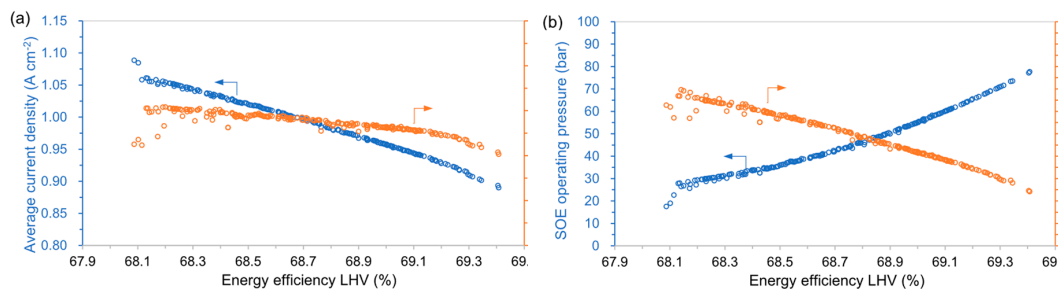 (a)
1.15
1.10
1.05
1.00
0.95
0.90
0.85
0.80
Average current density (A cm⁻²)
67.9 68.1 68.3 68.5 68.7 68.9 69.1 69.3 69.
Energy efficiency LHV (%)
(b)
100
90
80
70
60
50
40
30
20
10
0
SOE operating pressure (bar)
67.9 68.1 68.3 68.5 68.7 68.9 69.1 69.3 69
Energy efficiency LHV (%)